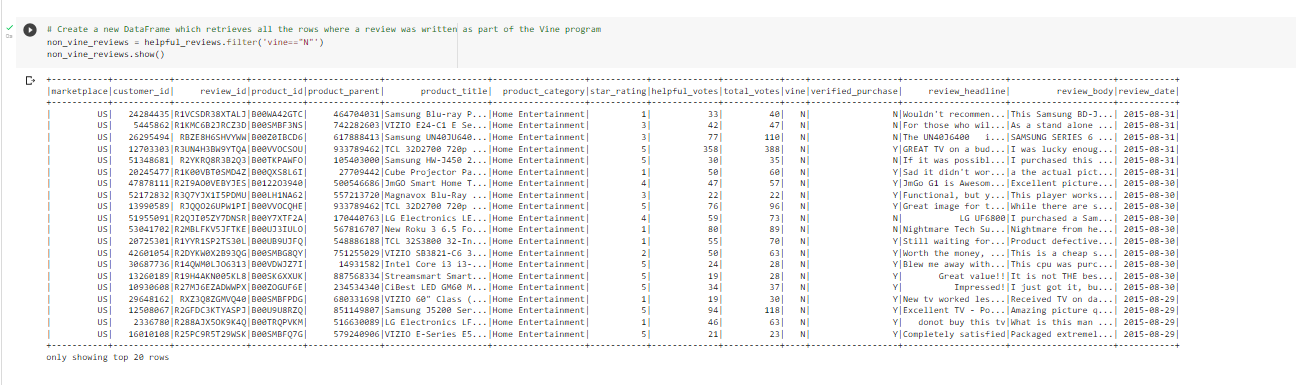 # Create a new DataFrame which retrieves all the rows where a review was written as part of the Vine program
non_vine_reviews = helpful_reviews.filter('vine=="N"')
non_vine_reviews.show()
0s
+-----------+-----------+--------------+----------+--------------+--------------------+------------------+-----------+-------------+-----------+----+-----------------+--------------------+--------------------+-----------+
|marketplace|customer_id| review_id|product_id|product_parent| product_title| product_category|star_rating|helpful_votes|total_votes|vine|verified_purchase| review_headline| review_body|review_date|
| US| 24284435|R1VCSDR38XTALJ|B00WA42GTC| 464704031|Samsung Blu-ray P...|Home Entertainment| 1| 33| 40| N| N|Wouldn't recommen...|This Samsung BD-J...| 2015-08-31|
| US| 5445862|R1KMC6B2JRCZ3D|B00SMBF3NS| 742282603|VIZIO E24-C1 E Se...|Home Entertainment| 3| 42| 47| N| Y|For those who wil...|As a stand alone ...| 2015-08-31|
| US| 26295494| RBZE8H6SHVYWW|B00Z0IBCD6| 617888413|Samsung UN40JU640...|Home Entertainment| 3| 77| 110| N| N|The UN40J6400 i...|SAMSUNG SERIES 6 ...| 2015-08-31|
| US| 12703303|R3UN4H3BW9YTQA|B00VVOCSOU| 933789462|TCL 32D2700 720p ...|Home Entertainment| 5| 358| 388| N| Y|GREAT TV on a bud...|I was lucky enoug...| 2015-08-31|
| US| 51348681| R2YKRQ8R3B2Q3|B00TKPAWFO| 105403000|Samsung HW-J450 2...|Home Entertainment| 5| 30| 35| N| N|If it was possibl...|I purchased this ...| 2015-08-31|
| US| 20245477|R1K00VBT0SMD4Z|B00QXS8L6I| 27709442|Cube Projector Pa...|Home Entertainment| 1| 50| 60| N| Y|Sad it didn't wor...|a the actual pict...| 2015-08-31|
| US| 47878111|R2I9AO0VEBYJES|B0122O3940| 500546686|JmGO Smart Home T...|Home Entertainment| 4| 47| 57| N| Y|JmGO G1 is Awesom...|Excellent picture...| 2015-08-30|
| US| 52172832|R3Q7YJX1I5PDMU|B00LH1NA62| 557213720|Magnavox Blu-Ray ...|Home Entertainment| 3| 22| 22| N| Y|Functional, but y...|This player works...| 2015-08-30|
| US| 13990589| RJQQO26UPW1PI|B00VVOCQHE| 933789462|TCL 32D2700 720p ...|Home Entertainment| 5| 76| 96| N| Y|Great image for t...|While there are s...| 2015-08-30|
| US| 51955091|R2QJI05ZY7DNSR|B00Y7XTF2A| 170440763|LG Electronics LE...|Home Entertainment| 4| 59| 73| N| N| LG UF6800|I purchased a Sam...| 2015-08-30|
| US| 53041702|R2MBLFKV5JFTKE|B00UJ3IULO| 567816707|New Roku 3 6.5 Fo...|Home Entertainment| 1| 80| 89| N| N|Nightmare Tech Su...|Nightmare from he...| 2015-08-30|
| US| 20725301|R1YYR1SP2TS30L|B00UB9UJFQ| 548886188|TCL 32S3800 32-In...|Home Entertainment| 1| 55| 70| N| Y|Still waiting for...|Product defective...| 2015-08-30|
| US| 42601054|R2DYKW0X2B93QG|B00SMBG8QY| 751255029|VIZIO SB3821-C6 3...|Home Entertainment| 2| 50| 63| N| Y|Worth the money, ...|This is a cheap s...| 2015-08-30|
| US| 30687736|R14QWM0LJO6313|B00VDWJZ7I| 14931582|Intel Core i3 i3-...|Home Entertainment| 5| 24| 28| N| Y|Blew me away with...|This cpu was purc...| 2015-08-30|
| US| 13260189|R19H4AKN005KL8|B00SK6XXUK| 887568334|Streamsmart Smart...|Home Entertainment| 5| 19| 28| N| Y| Great value!!|It is not THE bes...| 2015-08-30|
| US| 10930608|R27MJ6EZADWWPX|B00ZOGUF6E| 234534340|CiBest LED GM60 M...|Home Entertainment| 5| 34| 37| N| Y| Impressed!|I just got it, bu...| 2015-08-30|
| US| 29648162| RXZ3Q8ZGMVQ40|B00SMBFPDG| 680331698|VIZIO 60" Class (...|Home Entertainment| 1| 19| 30| N| Y|New tv worked les...|Received TV on da...| 2015-08-29|
| US| 12508067|R2GFDC3KTYASPJ|B00U9U8RZQ| 851149807|Samsung J5200 Ser...|Home Entertainment| 5| 94| 118| N| Y|Excellent TV - Po...|Amazing picture q...| 2015-08-29|
| US| 2336780|R288AJX5OK9K4Q|B00TRQPVKM| 516630089|LG Electronics LF...|Home Entertainment| 1| 46| 63| N| Y| donot buy this tv|What is this man ...| 2015-08-29|
| US| 16010108|R25PC9R5T29WSK|B00SMBFQ7G| 579240906|VIZIO E-Series E5...|Home Entertainment| 5| 21| 23| N| Y|Completely satisfied|Packaged extremel...| 2015-08-29|
only showing top 20 rows